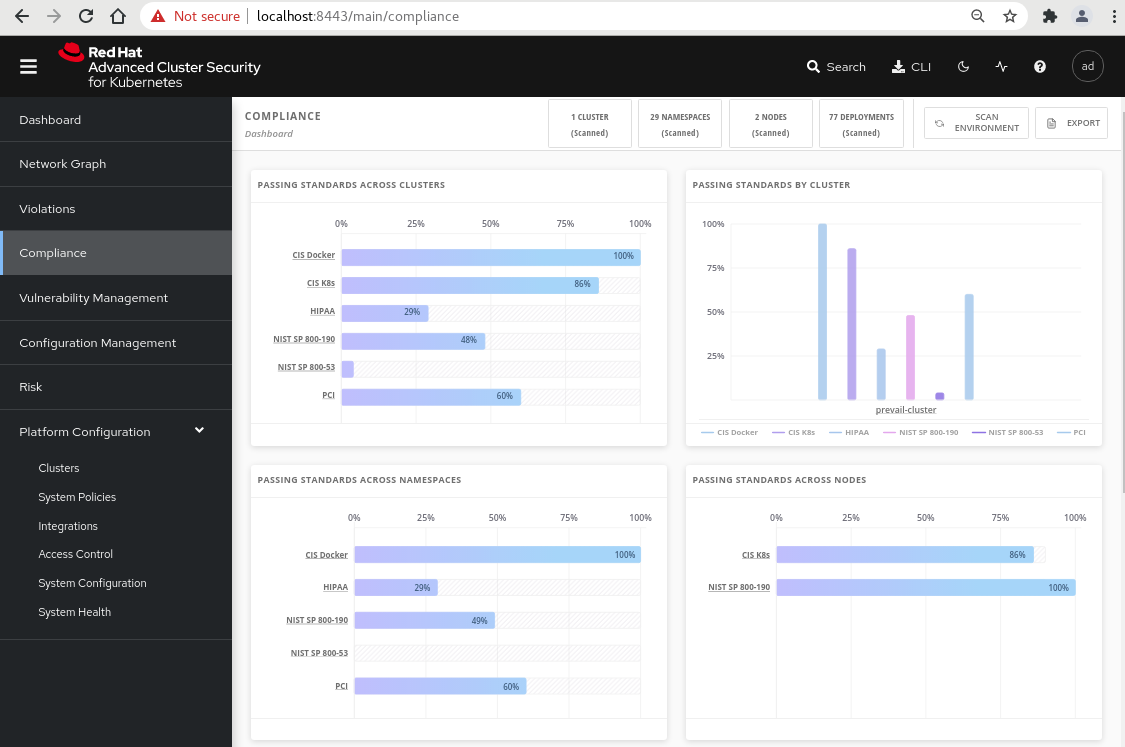 Not secure
localhost:8443/main/compliance
Red Hat
Advanced Cluster Security
for Kubernetes
Search
CLI
ad
Dashboard
Network Graph
Violations
Compliance
Vulnerability Management
Configuration Management
Risk
Platform Configuration
Clusters
System Policies
Integrations
Access Control
System Configuration
System Health
COMPLIANCE
Dashboard
1 CLUSTER
(Scanned)
29 NAMESPACES
(Scanned)
2 NODES
(Scanned)
77 DEPLOYMENTS
(Scanned)
SCAN
ENVIRONMENT
EXPORT
PASSING STANDARDS ACROSS CLUSTERS
0% 25% 50% 75% 100%
CIS Docker 100%
CIS K8s 86%
HIPAA 29%
NIST SP 800-190 48%
NIST SP 800-53
PCI 60%
PASSING STANDARDS BY CLUSTER
100%
75%
50%
25%
prevail-cluster
CIS Docker CIS K8s HIPAA NIST SP 800-190 NIST SP 800-53 PCI
PASSING STANDARDS ACROSS NAMESPACES
0% 25% 50% 75% 100%
CIS Docker 100%
HIPAA 29%
NIST SP 800-190 49%
NIST SP 800-53
PCI 60%
PASSING STANDARDS ACROSS NODES
0% 25% 50% 75% 100%
CIS K8s 86%
NIST SP 800-190 100%